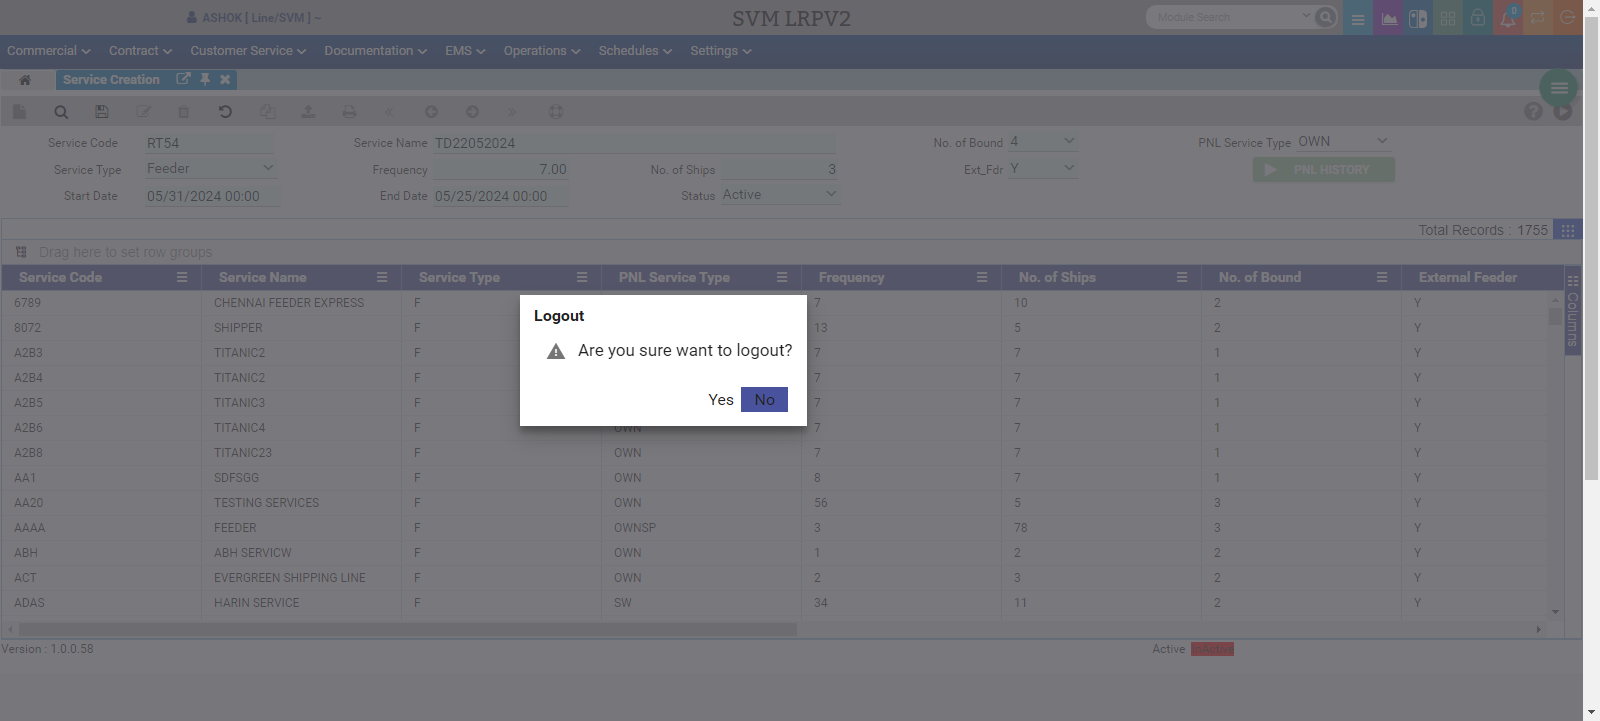 ASHOK [ Line/SVM ] SVM LRPV2 Module Search 0
Commercial Contract Customer Service Documentation EMS Operations Schedules Settings
Service Creation
Service Code RT54 Service Name TD22052024 No. of Bound 4 PNL Service Type OWN
Service Type Feeder Frequency 7.00 No. of Ships 3 Ext_Fdr Y PNL HISTORY
Start Date 05/31/2024 00:00 End Date 05/25/2024 00:00 Status Active
Total Records : 1755
Drag here to set row groups
Service Code Service Name Service Type PNL Service Type Frequency No. of Ships No. of Bound External Feeder
Columns
6789 CHENNAI FEEDER EXPRESS F 7 10 2 Y
8072 SHIPPER F 13 5 2 Y
A2B3 TITANIC2 F 7 7 1 Y
A2B4 TITANIC2 F 7 7 1 Y
A2B5 TITANIC3 F 7 7 1 Y
A2B6 TITANIC4 F OWN 7 7 1 Y
A2B8 TITANIC23 F OWN 7 7 1 Y
AA1 SDFSGG F OWN 8 7 1 Y
AA20 TESTING SERVICES F OWN 56 5 3 Y
AAAA FEEDER F OWNSP 3 78 3 Y
ABH ABH SERVICW F OWN 1 2 2 Y
ACT EVERGREEN SHIPPING LINE F OWN 2 3 2 Y
ADAS HARIN SERVICE F SW 34 11 2 Y
Logout
Are you sure want to logout?
Yes No
Version : 1.0.0.58 Active InActive